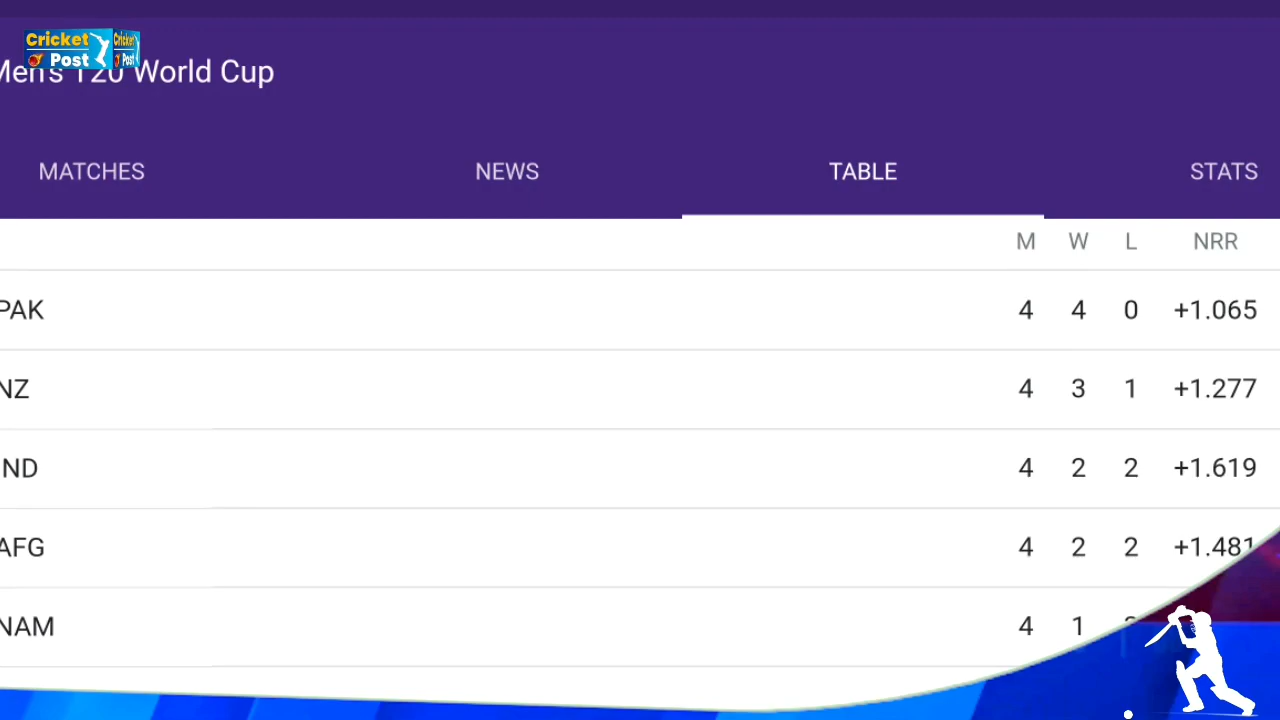 Cricket Cricket
Post Post
Men's T20 World Cup
MATCHES NEWS TABLE STATS
M W L NRR
PAK 4 4 0 +1.065
NZ 4 3 1 +1.277
ND 4 2 2 +1.619
AFG 4 2 2 +1.481
NAM 4 1